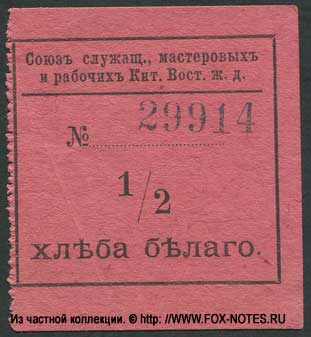 Союзъ служащ., мастеровыхъ
и рабочихъ Кит. Вост. ж. д.
№ 29914
1/2
хлѣба бѣлаго.
Из частной коллекции. © http: //www.FOX-NOTES.RU